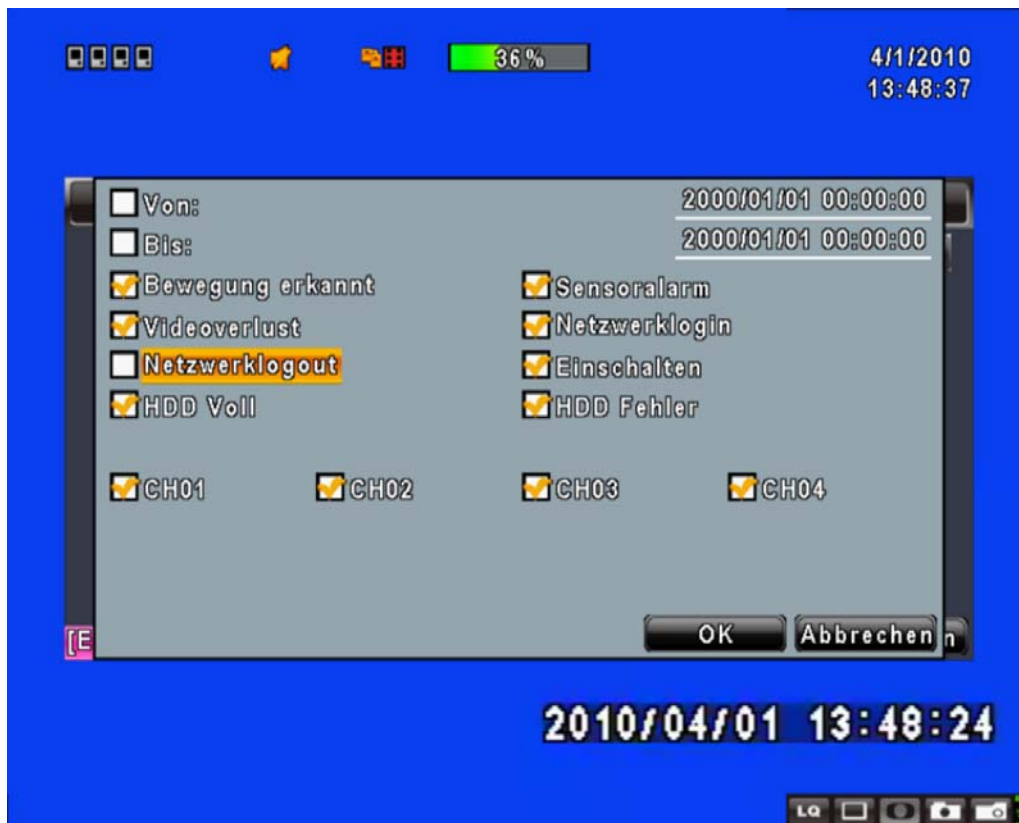 36%
4/1/2010
13:48:37
Von: 2000/01/01 00:00:00
Bis: 2000/01/01 00:00:00
Bewegung erkannt Sensoralarm
Videoverlust Netzwerklogin
Netzwerklogout Einschalten
HDD Voll HDD Fehler
CH01 CH02 CH03 CH04
[E OK Abbrechen n
2010/04/01 13:48:24
LQ